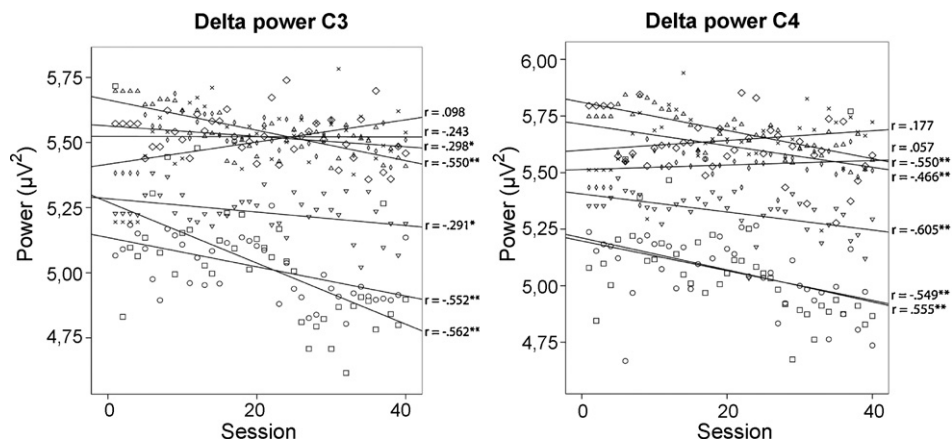 Delta power C3
Power (µV²)
5,75
5,50
5,25
5,00
4,75
0
20
40
Session
r = .098
r = -.243
r = -.298*
r = -.550**
r = -.291*
r = -.552**
r = -.562**
Delta power C4
Power (µV²)
6,00
5,75
5,50
5,25
5,00
4,75
0
20
40
Session
r = .177
r = .057
r = -.550**
r = -.466**
r = -.605**
r = -.549**
r = .555**